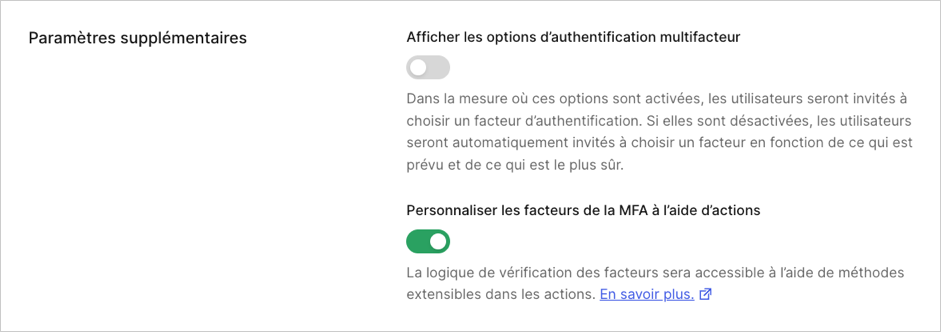 Paramètres supplémentaires
Afficher les options d’authentification multifacteur
Dans la mesure où ces options sont activées, les utilisateurs seront invités à
choisir un facteur d’authentification. Si elles sont désactivées, les utilisateurs
seront automatiquement invités à choisir un facteur en fonction de ce qui est
prévu et de ce qui est le plus sûr.
Personnaliser les facteurs de la MFA à l’aide d’actions
La logique de vérification des facteurs sera accessible à l’aide de méthodes
extensibles dans les actions. En savoir plus.